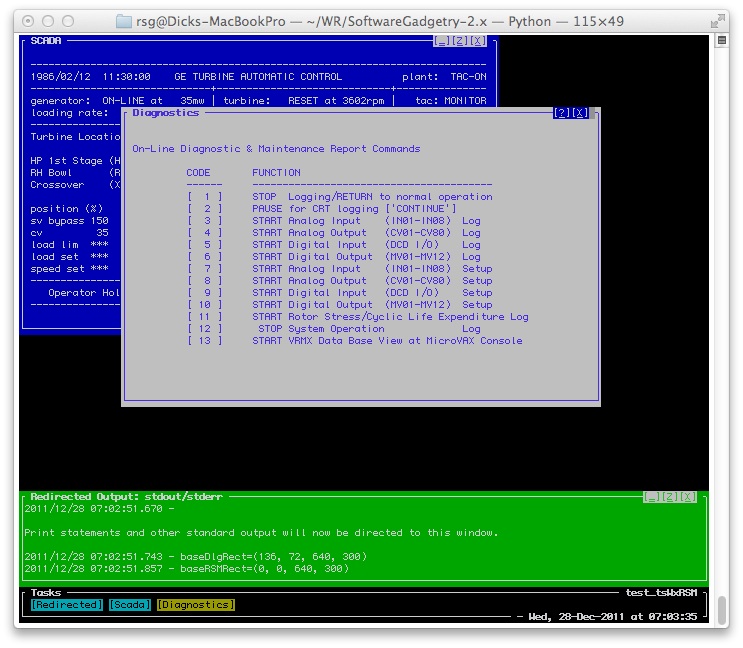 rsg@Dicks-MacBookPro — ~/WR/SoftwareGadgetry-2.x — Python — 115×49
SCADA [_][Z][X]
1986/02/12 11:30:00 GE TURBINE AUTOMATIC CONTROL plant: TAC-ON
generator: ON-LINE at 35mw | turbine: RESET at 3602rpm | tac: MONITOR
loading rate:
Turbine Locatio
HP 1st Stage (H
RH Bowl (R
Crossover (X
position (%)
sv bypass 150
cv 35
load lim ***
load set ***
speed set ***
Operator Hol
Diagnostics [?][X]
On-Line Diagnostic & Maintenance Report Commands
CODE FUNCTION
[ 1 ] STOP Logging/RETURN to normal operation
[ 2 ] PAUSE for CRT logging ['CONTINUE']
[ 3 ] START Analog Input (IN01-IN08) Log
[ 4 ] START Analog Output (CV01-CV80) Log
[ 5 ] START Digital Input (DCD I/O) Log
[ 6 ] START Digital Output (MV01-MV12) Log
[ 7 ] START Analog Input (IN01-IN08) Setup
[ 8 ] START Analog Output (CV01-CV80) Setup
[ 9 ] START Digital Input (DCD I/O) Setup
[ 10 ] START Digital Output (MV01-MV12) Setup
[ 11 ] START Rotor Stress/Cyclic Life Expenditure Log
[ 12 ] STOP System Operation Log
[ 13 ] START VRMX Data Base View at MicroVAX Console
Redirected Output: stdout/stderr [_][Z][X]
2011/12/28 07:02:51.670 -
Print statements and other standard output will now be directed to this window.
2011/12/28 07:02:51.743 - baseDlgRect=(136, 72, 640, 300)
2011/12/28 07:02:51.857 - baseRSMRect=(0, 0, 640, 300)
Tasks test_tsWxRSM
[Redirected] [Scada] [Diagnostics]
- Wed, 28-Dec-2011 at 07:03:35